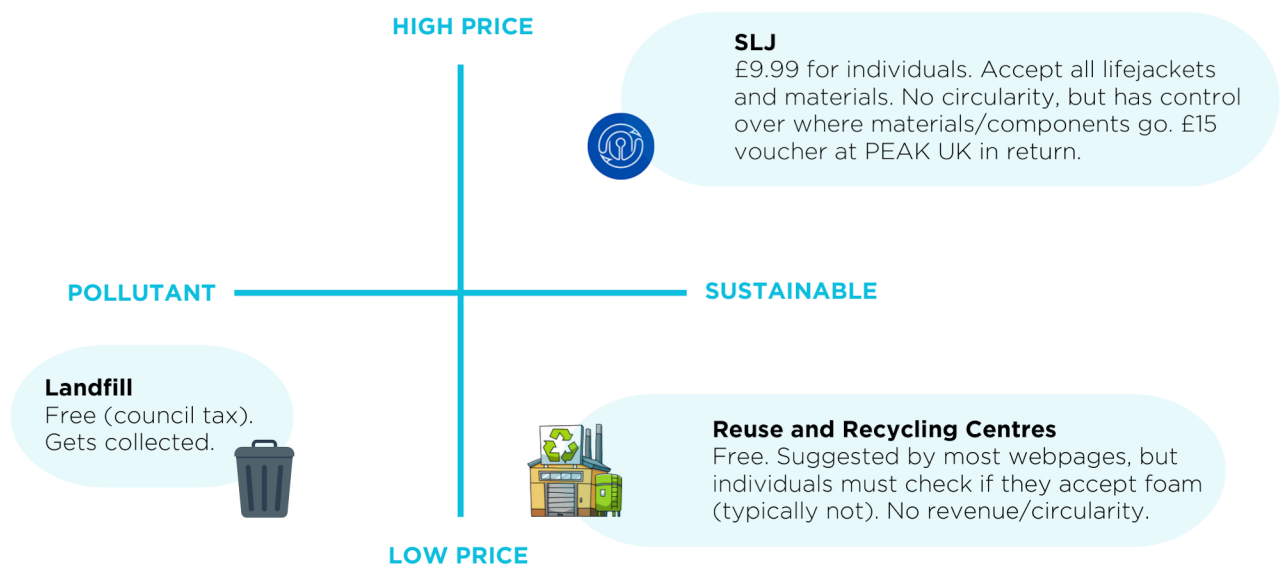 HIGH PRICE
SLJ
£9.99 for individuals. Accept all lifejackets
and materials. No circularity, but has control
over where materials/components go. £15
voucher at PEAK UK in return.
POLLUTANT
SUSTAINABLE
Landfill
Free (council tax).
Gets collected.
Reuse and Recycling Centres
Free. Suggested by most webpages, but
individuals must check if they accept foam
(typically not). No revenue/circularity.
LOW PRICE